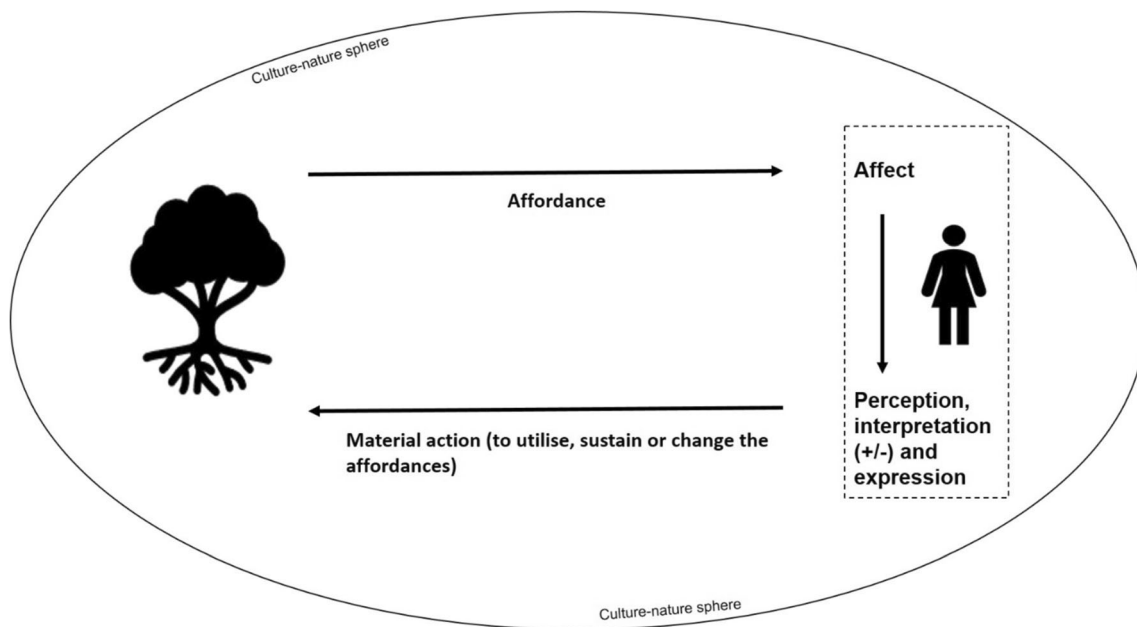 Culture-nature sphere
Affordance
Affect
Perception,
interpretation
(+/-) and
expression
Material action (to utilise, sustain or change the
affordances)
Culture-nature sphere